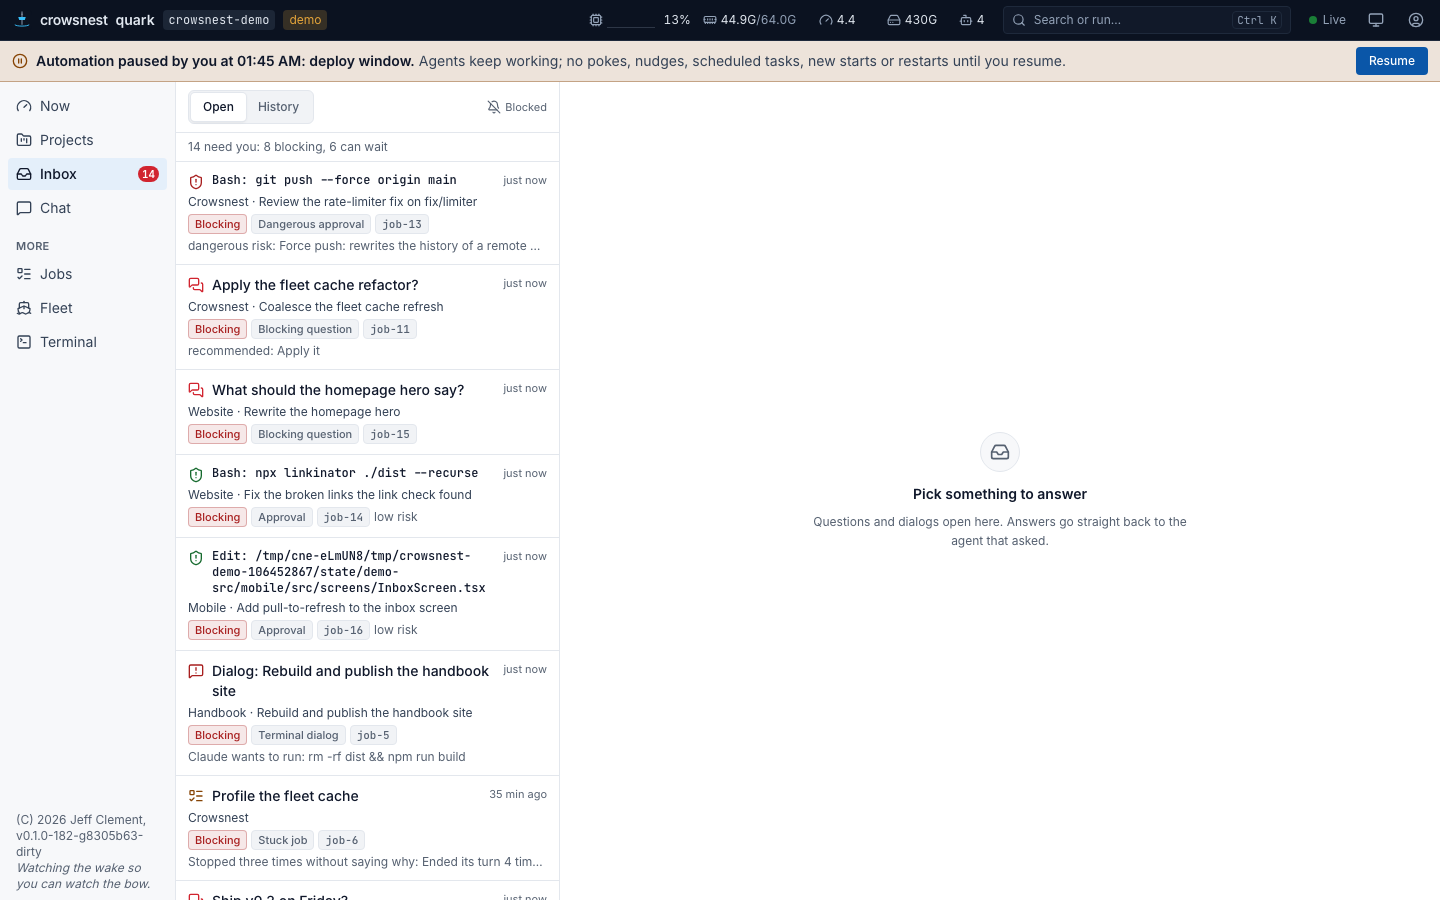 crowsnest quark crowsnest-demo demo 13% 44.9G/64.0G 4.4 430G 4 Search or run... Ctrl K Live
Automation paused by you at 01:45 AM: deploy window. Agents keep working; no pokes, nudges, scheduled tasks, new starts or restarts until you resume. Resume
Now
Projects
Inbox 14
Chat
MORE
Jobs
Fleet
Terminal
(C) 2026 Jeff Clement,
v0.1.0-182-g8305b63-
dirty
Watching the wake so
you can watch the bow.
Open History Blocked
14 need you: 8 blocking, 6 can wait
Bash: git push --force origin main just now
Crowsnest · Review the rate-limiter fix on fix/limiter
Blocking Dangerous approval job-13
dangerous risk: Force push: rewrites the history of a remote ...
Apply the fleet cache refactor? just now
Crowsnest · Coalesce the fleet cache refresh
Blocking Blocking question job-11
recommended: Apply it
What should the homepage hero say? just now
Website · Rewrite the homepage hero
Blocking Blocking question job-15
Bash: npx linkinator ./dist --recurse just now
Website · Fix the broken links the link check found
Blocking Approval job-14 low risk
Edit: /tmp/cne-eLmUN8/tmp/crowsnest- just now
demo-106452867/state/demo-
src/mobile/src/screens/InboxScreen.tsx
Mobile · Add pull-to-refresh to the inbox screen
Blocking Approval job-16 low risk
Dialog: Rebuild and publish the handbook just now
site
Handbook · Rebuild and publish the handbook site
Blocking Terminal dialog job-5
Claude wants to run: rm -rf dist && npm run build
Profile the fleet cache 35 min ago
Crowsnest
Blocking Stuck job job-6
Stopped three times without saying why: Ended its turn 4 tim...
Ship v0.2 on Friday? just now
Pick something to answer
Questions and dialogs open here. Answers go straight back to the
agent that asked.